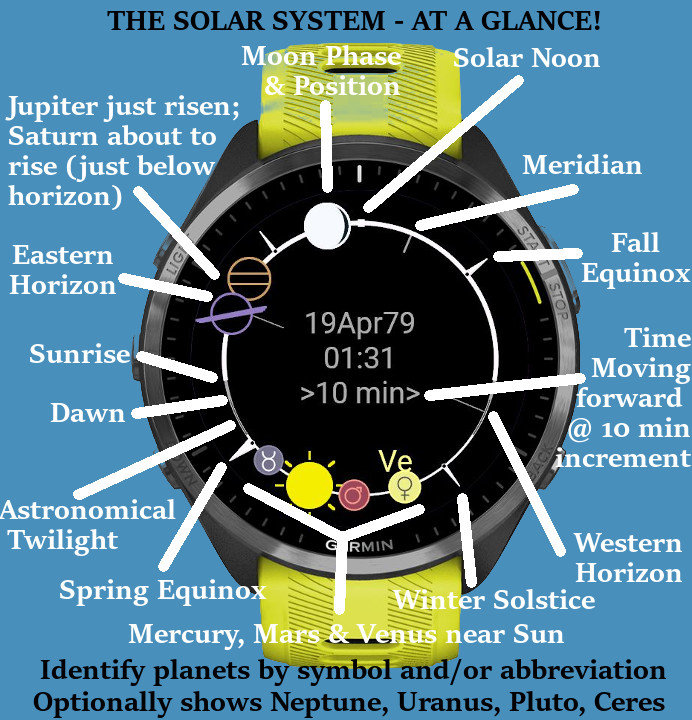 THE SOLAR SYSTEM - AT A GLANCE!
Moon Phase
& Position
Solar Noon
Jupiter just risen;
Saturn about to
rise (just below
horizon)
Meridian
Fall
Equinox
Eastern
Horizon
LIG
START
STOP
19Apr79
01:31
>10 min>
Time
Moving
forward
@ 10 min
increment
Sunrise
Dawn
Ve
Astronomical
Twilight
GARMIN
Western
Horizon
Spring Equinox
Winter Solstice
Mercury, Mars & Venus near Sun
Identify planets by symbol and/or abbreviation
Optionally shows Neptune, Uranus, Pluto, Ceres